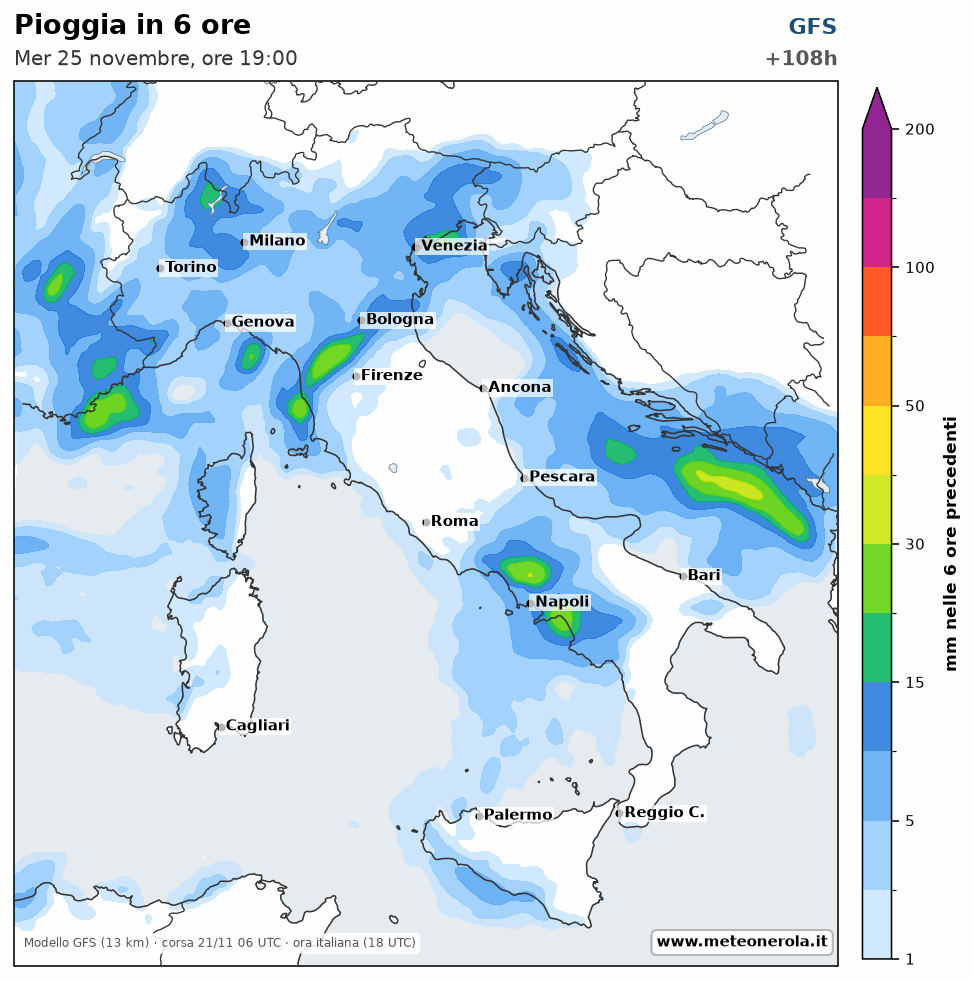 Pioggia in 6 ore
GFS
Mer 25 novembre, ore 19:00
+108h
200
100
50
30
15
5
1
mm nelle 6 ore precedenti
Milano
Venezia
Torino
Genova
Bologna
Firenze
Ancona
Pescara
Roma
Bari
Napoli
Cagliari
Palermo
Reggio C.
Modello GFS (13 km) · corsa 21/11 06 UTC · ora italiana (18 UTC)
www.meteonerola.it